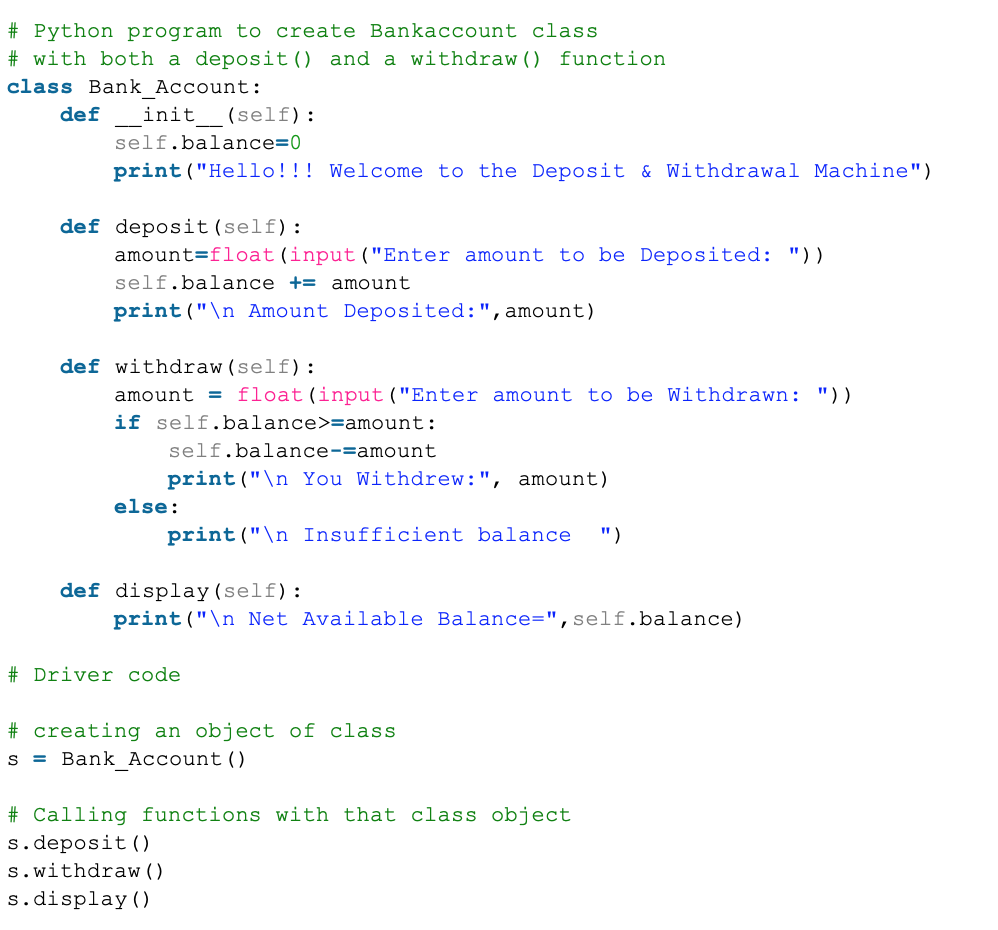 # Python program to create Bankaccount class
# with both a deposit() and a withdraw() function
class Bank_Account:
    def __init__(self):
        self.balance=0
        print("Hello!!! Welcome to the Deposit & Withdrawal Machine")

    def deposit(self):
        amount=float(input("Enter amount to be Deposited: "))
        self.balance += amount
        print("\n Amount Deposited:",amount)

    def withdraw(self):
        amount = float(input("Enter amount to be Withdrawn: "))
        if self.balance>=amount:
            self.balance-=amount
            print("\n You Withdrew:", amount)
        else:
            print("\n Insufficient balance  ")

    def display(self):
        print("\n Net Available Balance=",self.balance)

# Driver code

# creating an object of class
s = Bank_Account()

# Calling functions with that class object
s.deposit()
s.withdraw()
s.display()